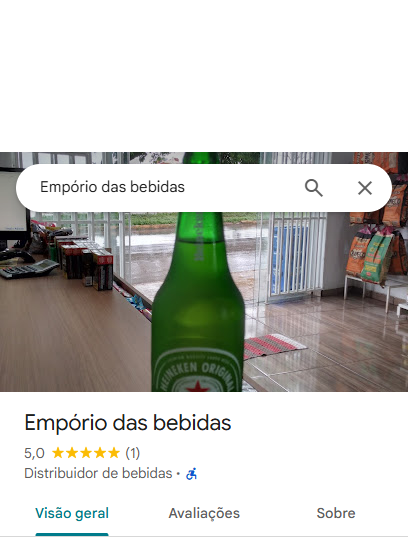 Empório das bebidas
HEINEKEN ORIGINAL
Empório das bebidas
5,0 ★★★★★ (1)
Distribuidor de bebidas ·
Visão geral
Avaliações
Sobre